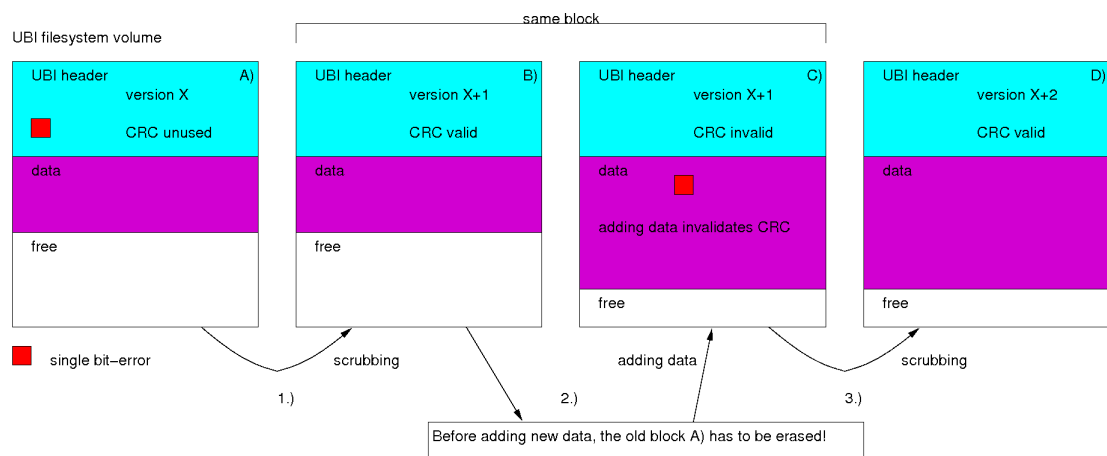 same block
UBI filesystem volume
UBI header A)
version X
CRC unused
data
free
UBI header B)
version X+1
CRC valid
data
free
UBI header C)
version X+1
CRC invalid
data
adding data invalidates CRC
free
UBI header D)
version X+2
CRC valid
data
free
single bit–error
scrubbing
adding data
scrubbing
1.)
2.)
3.)
Before adding new data, the old block A) has to be erased!